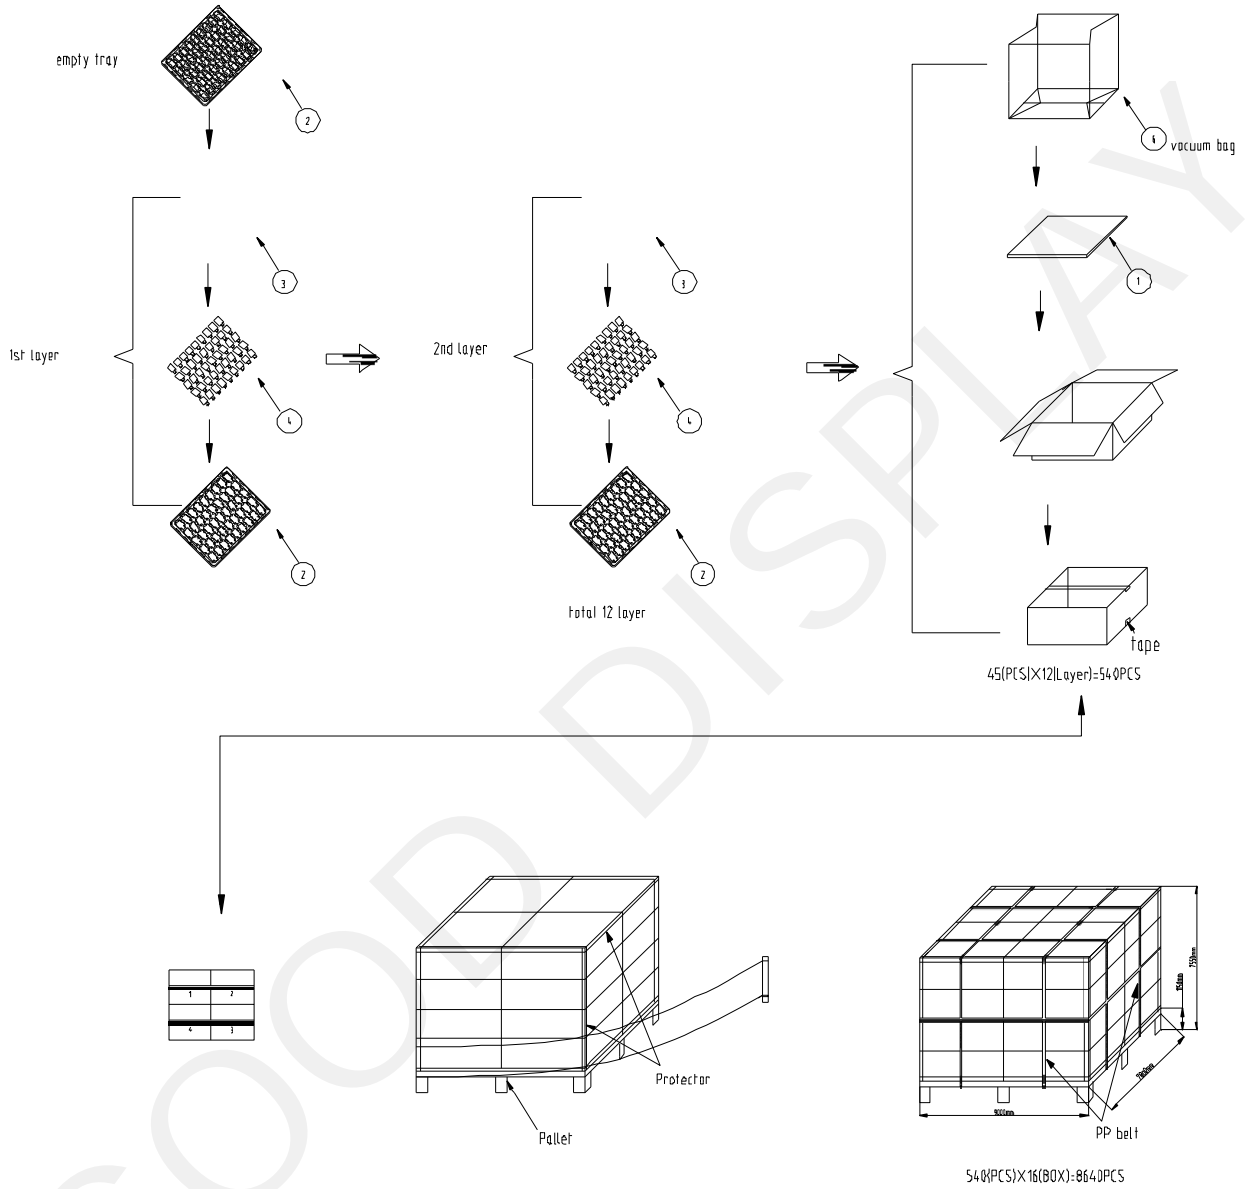 empty tray
2
6
vacuum bag
3
3
1
1st layer
2nd layer
4
4
2
2
total 12 layer
tape
45(PCS)X12(Layer)=540PCS
1 2
4 3
Protector
Pallet
PP belt
540(PCS)X16(BOX)=8640PCS
GOOD DISPLAY